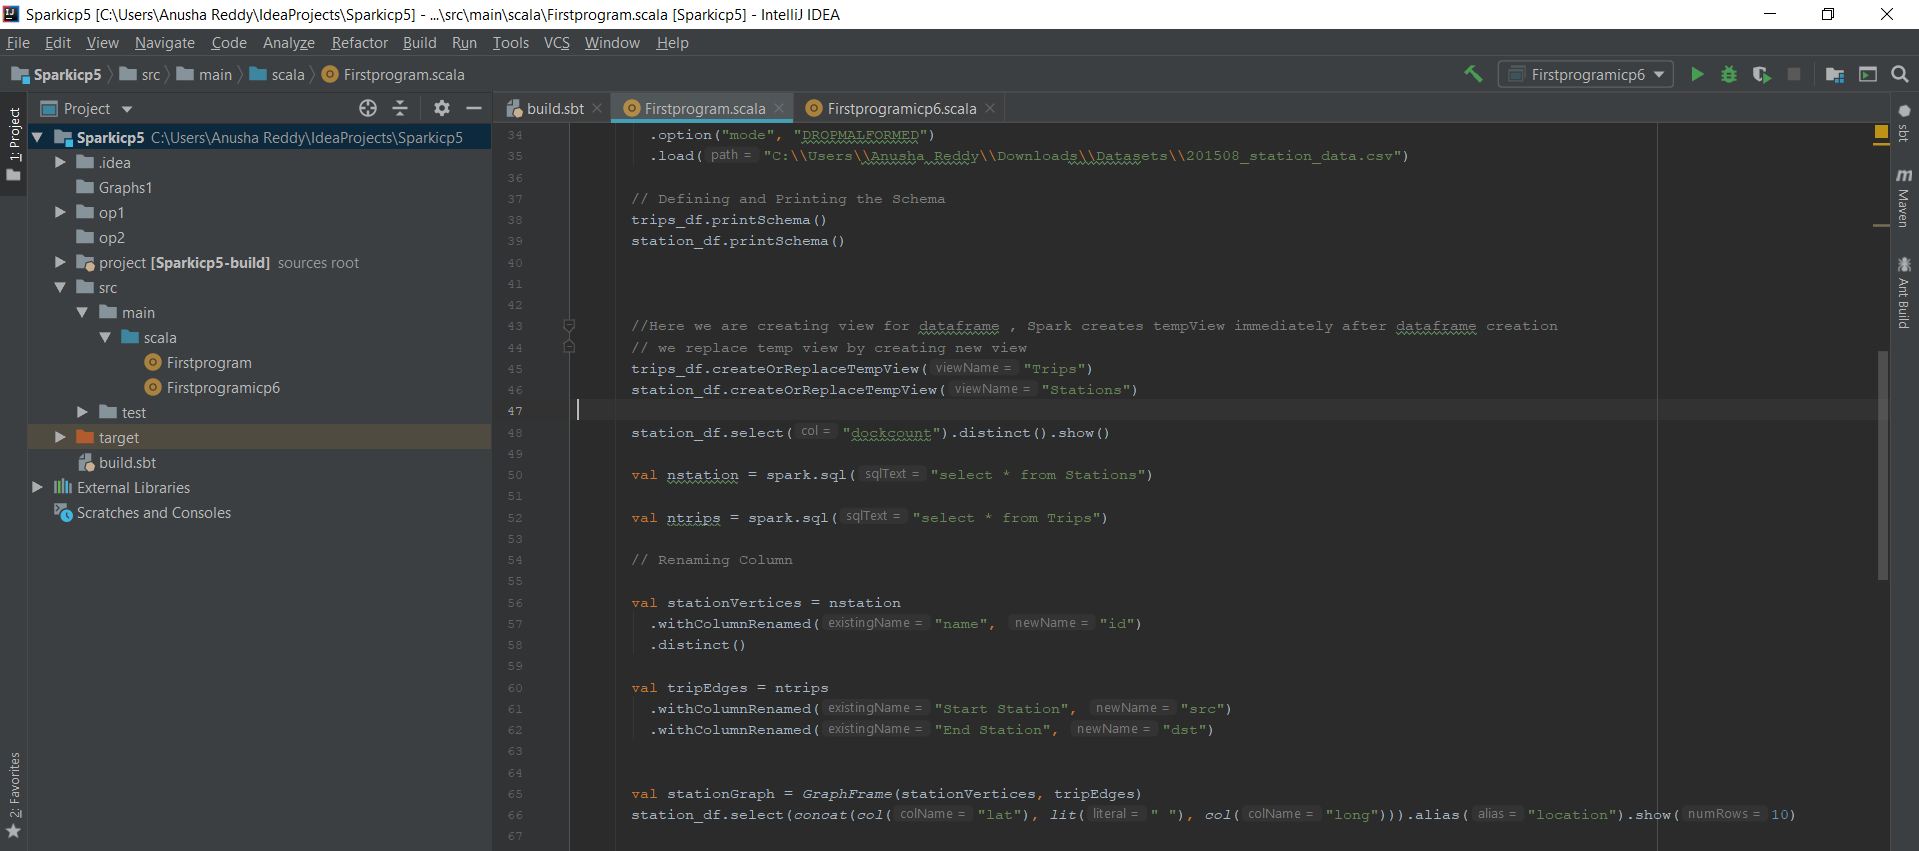 Sparkicp5 [C:\Users\Anusha Reddy\IdeaProjects\Sparkicp5] - ...\src\main\scala\Firstprogram.scala [Sparkicp5] - IntelliJ IDEA
File Edit View Navigate Code Analyze Refactor Build Run Tools VCS Window Help
Sparkicp5 src main scala Firstprogram.scala Firstprogramicp6
1: Project
Project
Sparkicp5 C:\Users\Anusha Reddy\IdeaProjects\Sparkicp5
.idea
Graphs1
op1
op2
project [Sparkicp5-build] sources root
src
main
scala
Firstprogram
Firstprogramicp6
test
target
build.sbt
External Libraries
Scratches and Consoles
2: Favorites
build.sbt Firstprogram.scala Firstprogramicp6.scala
34 .option("mode", "DROPMALFORMED")
35 .load( path = "C:\\Users\\Anusha Reddy\\Downloads\\Datasets\\201508_station_data.csv")
36
37 // Defining and Printing the Schema
38 trips_df.printSchema()
39 station_df.printSchema()
40
41
42
43 //Here we are creating view for dataframe , Spark creates tempView immediately after dataframe creation
44 // we replace temp view by creating new view
45 trips_df.createOrReplaceTempView( viewName = "Trips")
46 station_df.createOrReplaceTempView( viewName = "Stations")
47
48 station_df.select( col = "dockcount").distinct().show()
49
50 val nstation = spark.sql( sqlText = "select * from Stations")
51
52 val ntrips = spark.sql( sqlText = "select * from Trips")
53
54 // Renaming Column
55
56 val stationVertices = nstation
57 .withColumnRenamed( existingName = "name", newName = "id")
58 .distinct()
59
60 val tripEdges = ntrips
61 .withColumnRenamed( existingName = "Start Station", newName = "src")
62 .withColumnRenamed( existingName = "End Station", newName = "dst")
63
64
65 val stationGraph = GraphFrame(stationVertices, tripEdges)
66 station_df.select(concat(col( colName = "lat"), lit( literal = " "), col( colName = "long"))).alias( alias = "location").show( numRows = 10)
67
sbt
Maven
Ant Build